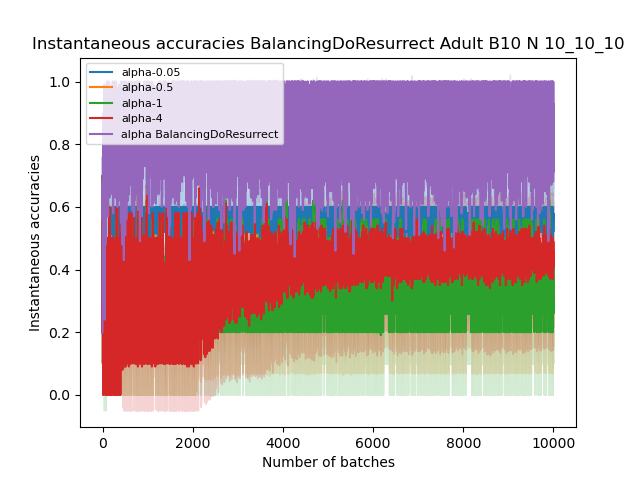 Instantaneous accuracies BalancingDoResurrect Adult B10 N 10_10_10
alpha-0.05
alpha-0.5
alpha-1
alpha-4
alpha BalancingDoResurrect
Instantaneous accuracies
1.0
0.8
0.6
0.4
0.2
0.0
0 2000 4000 6000 8000 10000
Number of batches